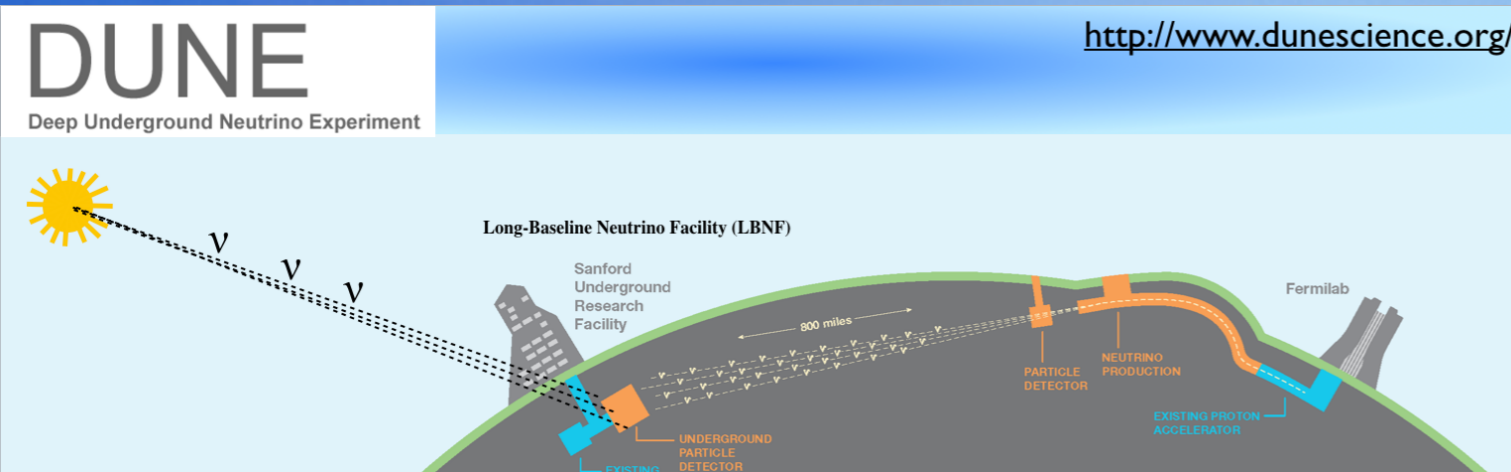 DUNE
Deep Underground Neutrino Experiment
http://www.dunescience.org/
ν
ν
ν
Long-Baseline Neutrino Facility (LBNF)
Sanford
Underground
Research
Facility
800 miles
Fermilab
PARTICLE
DETECTOR
NEUTRINO
PRODUCTION
EXISTING PROTON
ACCELERATOR
UNDERGROUND
PARTICLE
DETECTOR
EXISTING